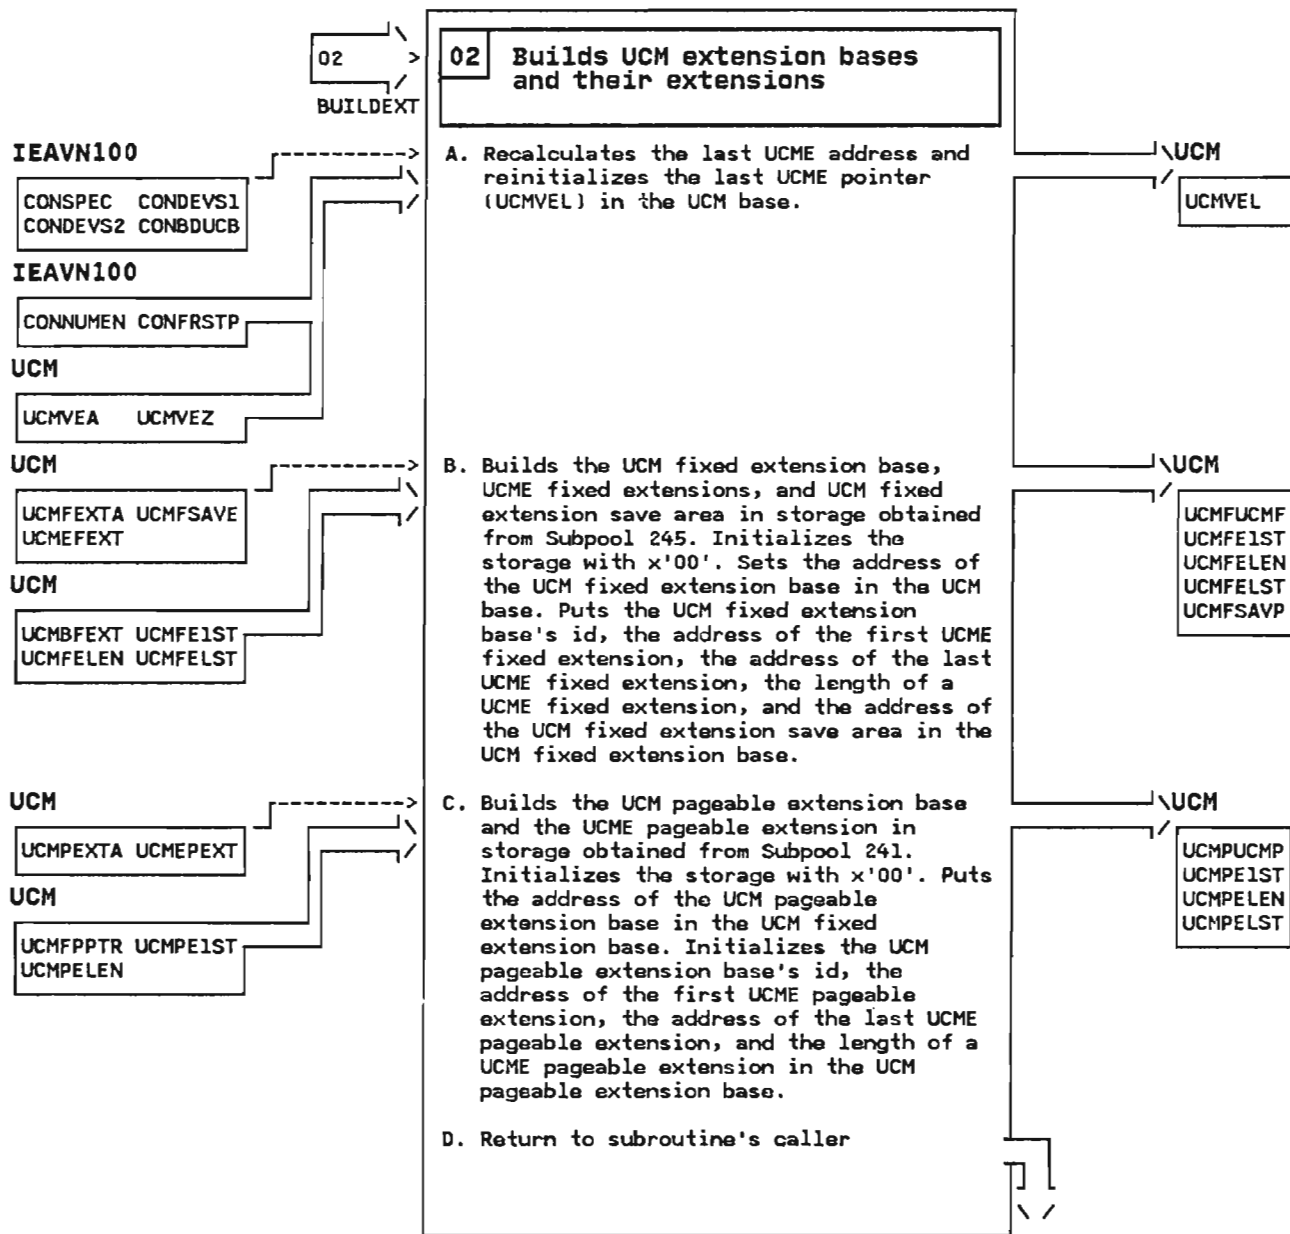 02
BUILDEXT
02 Builds UCM extension bases
and their extensions
IEAVN100
CONSPEC CONDEVS1
CONDEVS2 CONBDUCB
IEAVN100
CONNUMEN CONFRSTP
UCM
UCMVEA UCMVEZ
A. Recalculates the last UCME address and
reinitializes the last UCME pointer
(UCMVEL) in the UCM base.
UCM
UCMVEL
UCM
UCMFEXTA UCMFSAVE
UCMEFEXT
UCM
UCMBFEXT UCMFE1ST
UCMFELEN UCMFELST
B. Builds the UCM fixed extension base,
UCME fixed extensions, and UCM fixed
extension save area in storage obtained
from Subpool 245. Initializes the
storage with x'00'. Sets the address of
the UCM fixed extension base in the UCM
base. Puts the UCM fixed extension
base's id, the address of the first UCME
fixed extension, the address of the last
UCME fixed extension, the length of a
UCME fixed extension, and the address of
the UCM fixed extension save area in the
UCM fixed extension base.
UCM
UCMFUCMF
UCMFE1ST
UCMFELEN
UCMFELST
UCMFSAVP
UCM
UCMPEXTA UCMEPEXT
UCM
UCMFPPTR UCMPE1ST
UCMPELEN
C. Builds the UCM pageable extension base
and the UCME pageable extension in
storage obtained from Subpool 241.
Initializes the storage with x'00'. Puts
the address of the UCM pageable
extension base in the UCM fixed
extension base. Initializes the UCM
pageable extension base's id, the
address of the first UCME pageable
extension, the address of the last UCME
pageable extension, and the length of a
UCME pageable extension in the UCM
pageable extension base.
UCM
UCMPUCMP
UCMPE1ST
UCMPELEN
UCMPELST
D. Return to subroutine's caller